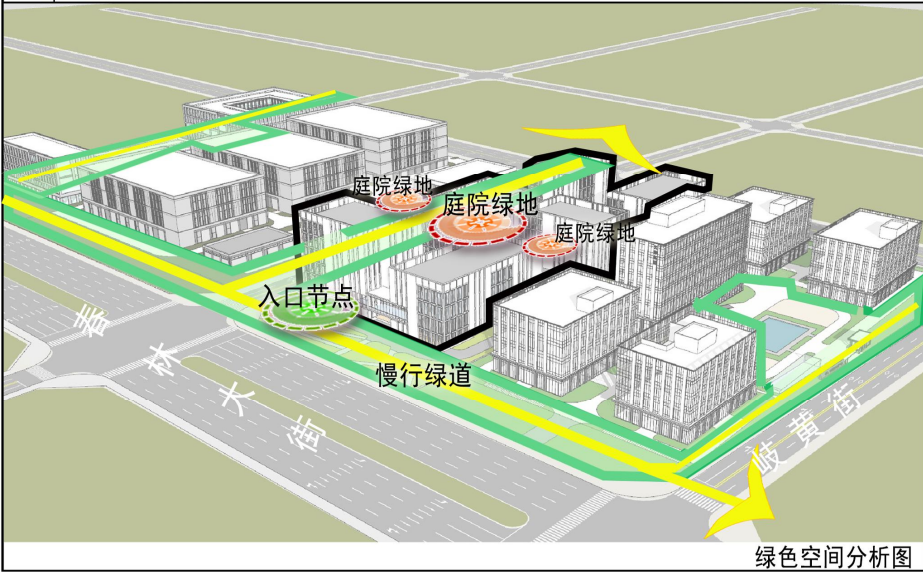 庭院绿地
庭院绿地
庭院绿地
入口节点
慢行绿道
春林大街
岐黄街
绿色空间分析图